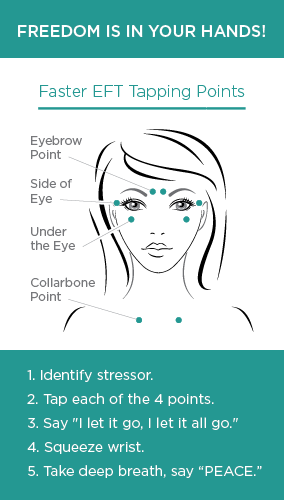 FREEDOM IS IN YOUR HANDS!
Faster EFT Tapping Points
Eyebrow
Point
Side of
Eye
Under
the Eye
Collarbone
Point
1. Identify stressor.
2. Tap each of the 4 points.
3. Say "I let it go, I let it all go."
4. Squeeze wrist.
5. Take deep breath, say “PEACE.”